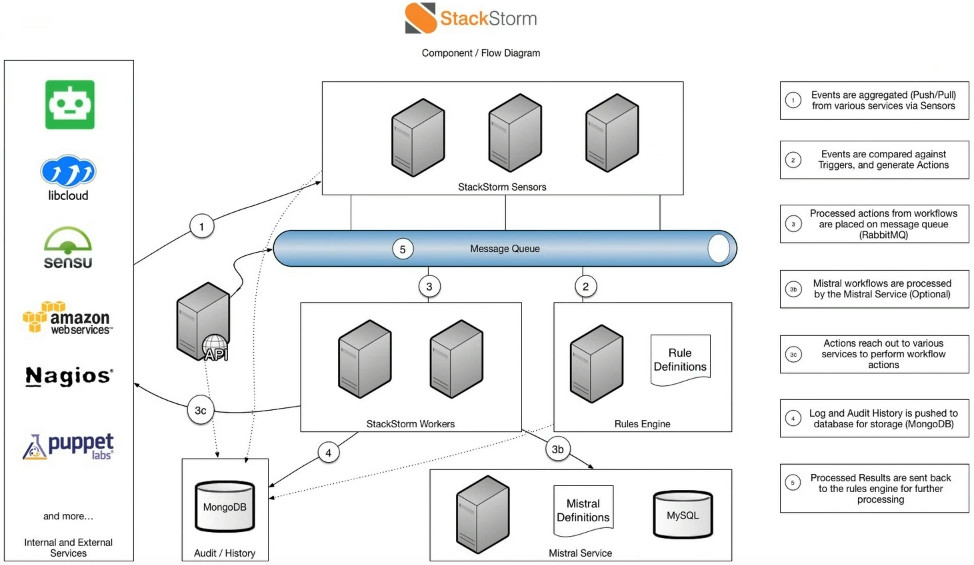 StackStorm
Component / Flow Diagram
libcloud
sensu
amazon
webservices™
Nagios®
puppet
labs®
and more...
Internal and External
Services
1
API
3c
StackStorm Sensors
5
Message Queue
3
2
StackStorm Workers
Rule
Definitions
Rules Engine
4
3b
MongoDB
Audit / History
Mistral
Definitions
MySQL
Mistral Service
1
Events are aggregated (Push/Pull)
from various services via Sensors
2
Events are compared against
Triggers, and generate Actions
3
Processed actions from workflows
are placed on message queue
(RabbitMQ)
3b
Mistral workflows are processed
by the Mistral Service (Optional)
3c
Actions reach out to various
services to perform workflow
actions
4
Log and Audit History is pushed to
database for storage (MongoDB)
5
Processed Results are sent back
to the rules engine for further
processing